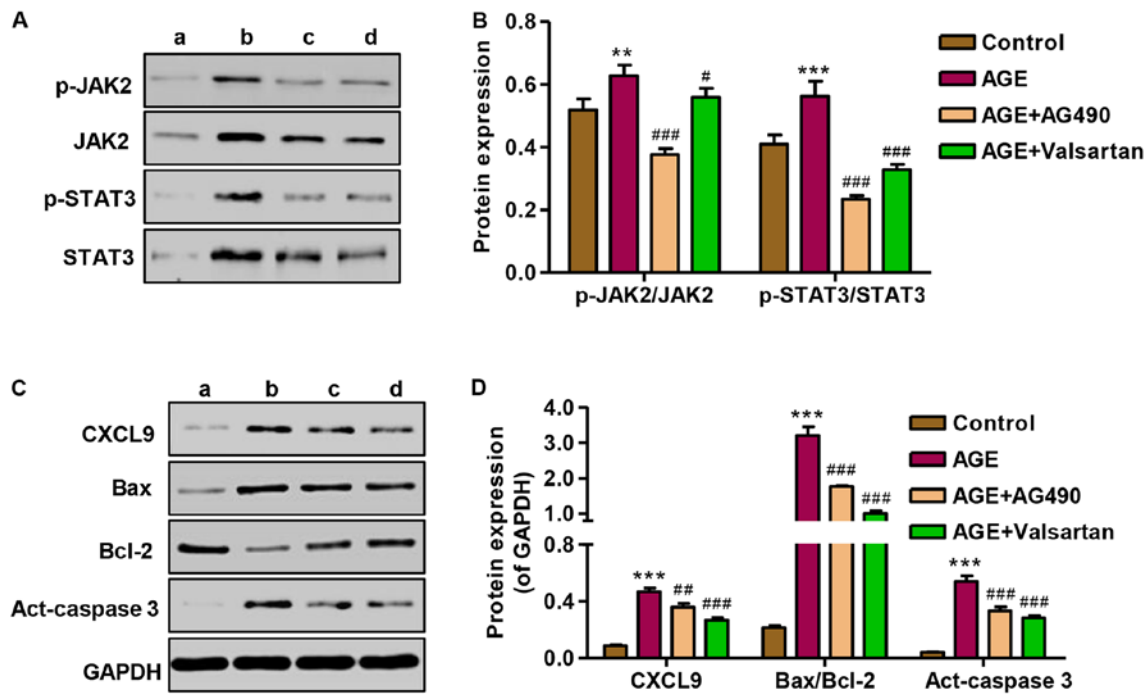 A
a b c d
p-JAK2
JAK2
p-STAT3
STAT3
B
Protein expression
0.8
0.6
0.4
0.2
0.0
**
###
#
***
###
###
p-JAK2/JAK2
p-STAT3/STAT3
Control
AGE
AGE+AG490
AGE+Valsartan
C
a b c d
CXCL9
Bax
Bcl-2
Act-caspase 3
GAPDH
D
Protein expression
(of GAPDH)
4.0
3.0
2.0
1.0
0.8
0.4
0.0
***
##
###
***
###
###
***
###
###
CXCL9
Bax/Bcl-2
Act-caspase 3
Control
AGE
AGE+AG490
AGE+Valsartan